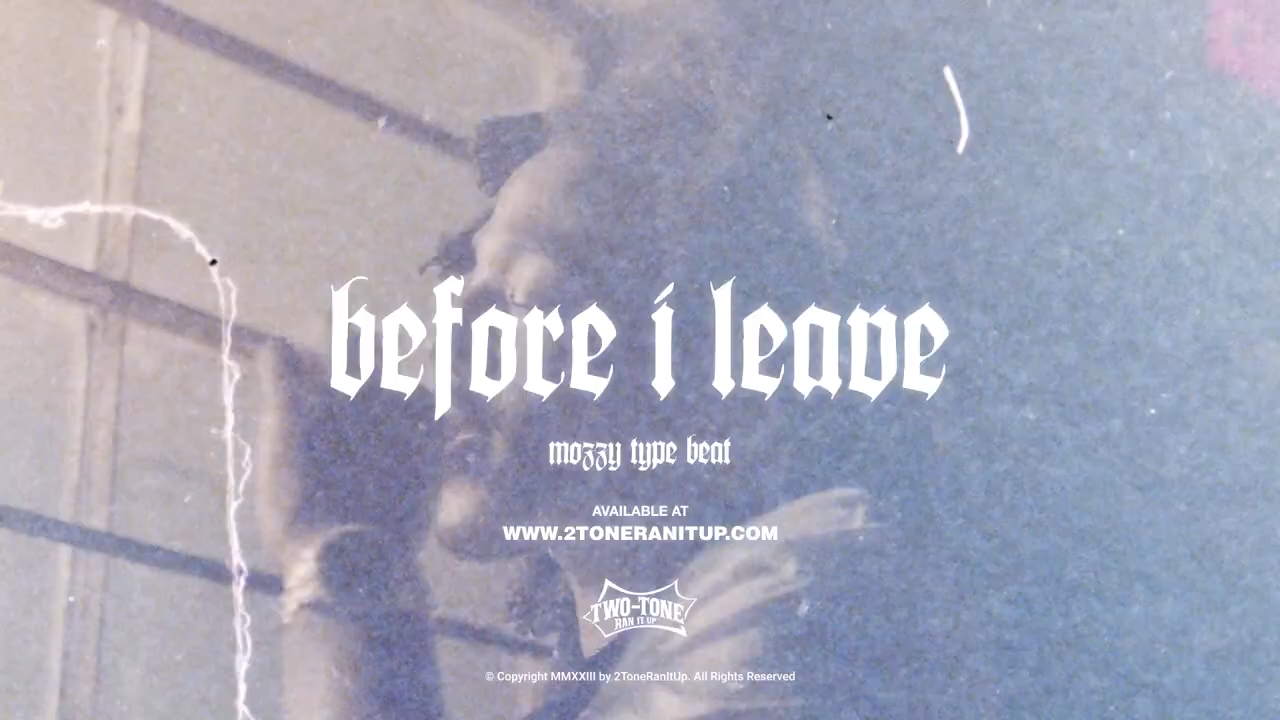 before i leave
mozzy type beat
AVAILABLE AT
WWW.2TONERANITUP.COM
TWO-TONE
RAN IT UP
© Copyright MMXXIII by 2ToneRanItUp. All Rights Reserved